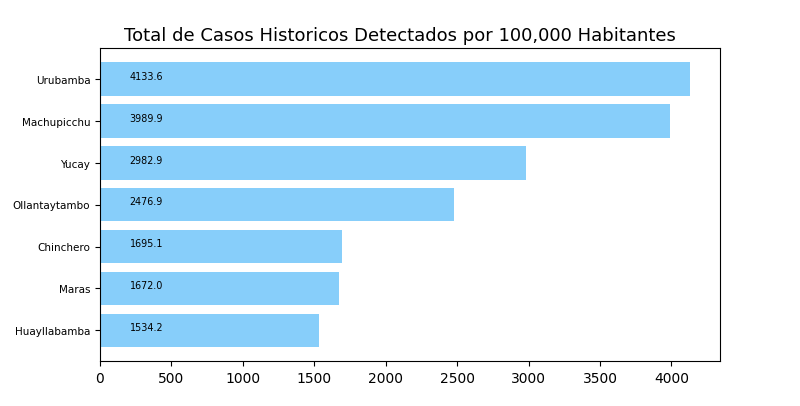 Total de Casos Historicos Detectados por 100,000 Habitantes
Urubamba 4133.6
Machupicchu 3989.9
Yucay 2982.9
Ollantaytambo 2476.9
Chinchero 1695.1
Maras 1672.0
Huayllabamba 1534.2
0 500 1000 1500 2000 2500 3000 3500 4000